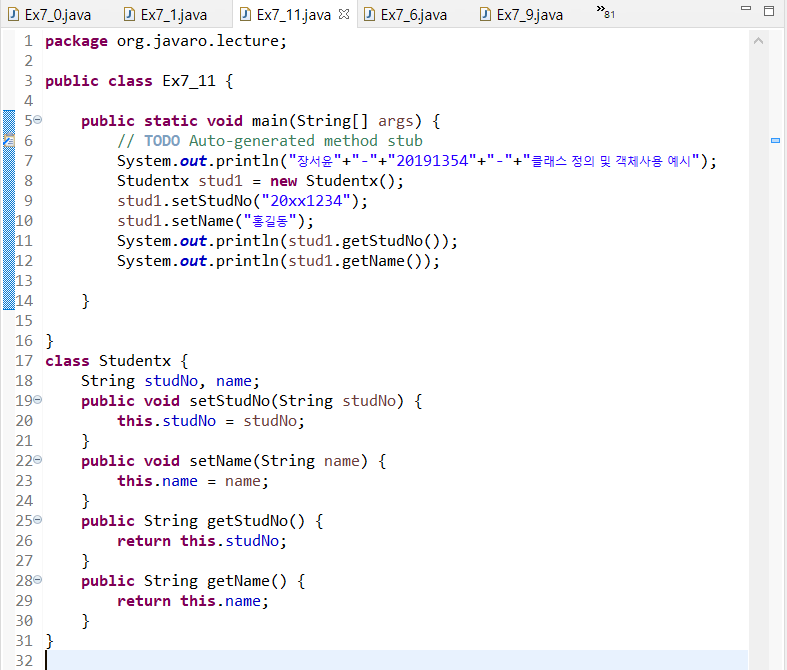 Ex7_0.java Ex7_1.java Ex7_11.java Ex7_6.java Ex7_9.java »81
1 package org.javaro.lecture;
2
3 public class Ex7_11 {
4
5 public static void main(String[] args) {
6 // TODO Auto-generated method stub
7 System.out.println("장서윤"+"-"+"20191354"+"-"+"클래스 정의 및 객체사용 예시");
8 Studentx stud1 = new Studentx();
9 stud1.setStudNo("20xx1234");
10 stud1.setName("홍길동");
11 System.out.println(stud1.getStudNo());
12 System.out.println(stud1.getName());
13
14 }
15
16 }
17 class Studentx {
18 String studNo, name;
19 public void setStudNo(String studNo) {
20 this.studNo = studNo;
21 }
22 public void setName(String name) {
23 this.name = name;
24 }
25 public String getStudNo() {
26 return this.studNo;
27 }
28 public String getName() {
29 return this.name;
30 }
31 }
32